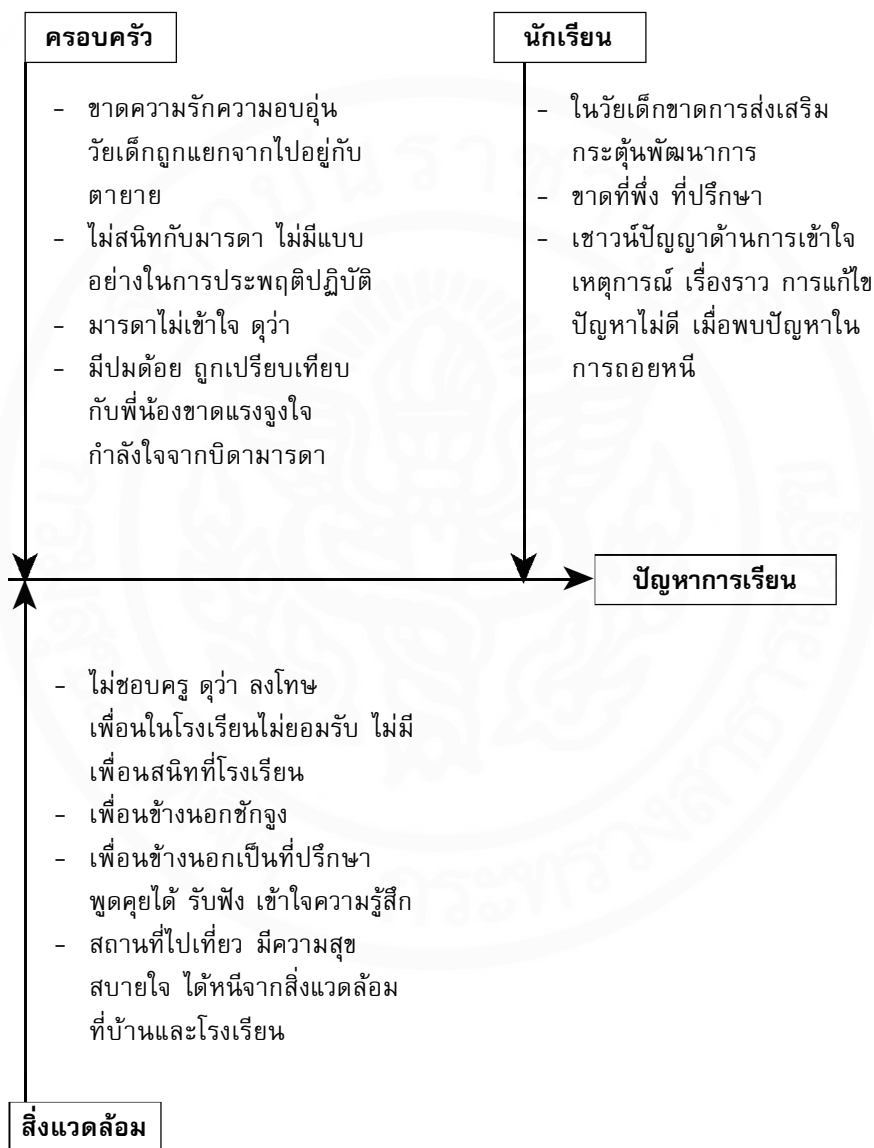 ครอบครัว
- ขาดความรักความอบอุ่น
วัยเด็กถูกแยกจากไปอยู่กับ
ตายาย
- ไม่สนิทกับมารดา ไม่มีแบบ
อย่างในการประพฤติปฏิบัติ
- มารดาไม่เข้าใจ ดุว่า
- มีปมด้อย ถูกเปรียบเทียบ
กับพี่น้องขาดแรงจูงใจ
กำลังใจจากบิดามารดา
นักเรียน
- ในวัยเด็กขาดการส่งเสริม
กระตุ้นพัฒนาการ
- ขาดที่พึ่ง ที่ปรึกษา
- เชาวน์ปัญญาด้านการเข้าใจ
เหตุการณ์ เรื่องราว การแก้ไข
ปัญหาไม่ดี เมื่อพบปัญหาใน
การถอยหนี
ปัญหาการเรียน
- ไม่ชอบครู ดุว่า ลงโทษ
เพื่อนในโรงเรียนไม่ยอมรับ ไม่มี
เพื่อนสนิทที่โรงเรียน
- เพื่อนข้างนอกชักจูง
- เพื่อนข้างนอกเป็นที่ปรึกษา
พูดคุยได้ รับฟัง เข้าใจความรู้สึก
- สถานที่ไปเที่ยว มีความสุข
สบายใจ ได้หนีจากสิ่งแวดล้อม
ที่บ้านและโรงเรียน
สิ่งแวดล้อม